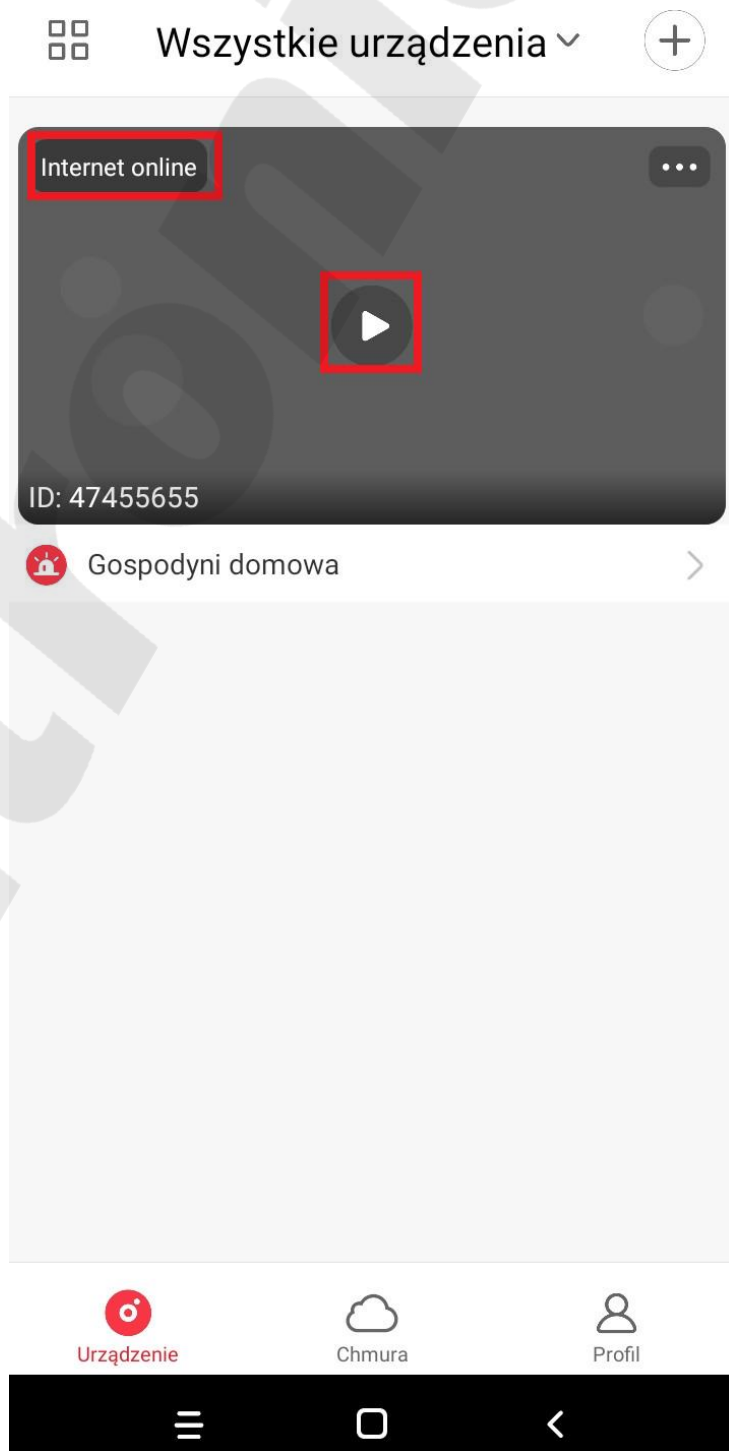 Wszystkie urządzenia
Internet online
ID: 47455655
Gospodyni domowa
Urządzenie
Chmura
Profil